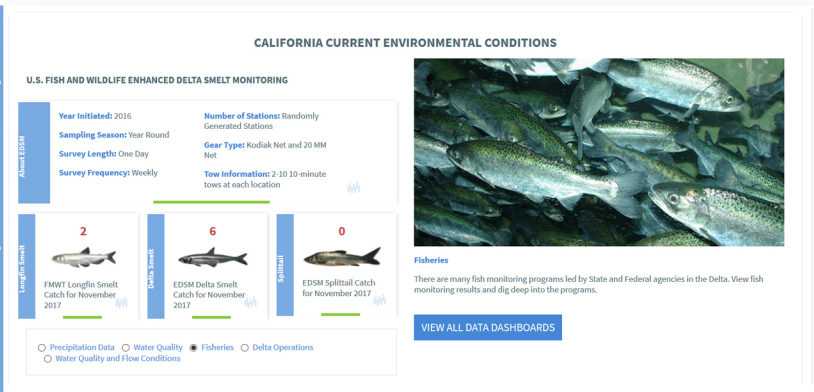 CALIFORNIA CURRENT ENVIRONMENTAL CONDITIONS
U.S. FISH AND WILDLIFE ENHANCED DELTA SMELT MONITORING
About EDSM
Year Initiated: 2016
Sampling Season: Year Round
Survey Length: One Day
Survey Frequency: Weekly
Number of Stations: Randomly
Generated Stations
Gear Type: Kodiak Net and 20 MM
Net
Tow Information: 2-10 10-minute
tows at each location
Longfin Smelt
2
FMWT Longfin Smelt
Catch for November
2017
Delta Smelt
6
EDSM Delta Smelt
Catch for November
2017
Splittail
0
EDSM Splittail Catch
for November 2017
Precipitation Data Water Quality Fisheries Delta Operations
Water Quality and Flow Conditions
Fisheries
There are many fish monitoring programs led by State and Federal agencies in the Delta. View fish
monitoring results and dig deep into the programs.
VIEW ALL DATA DASHBOARDS